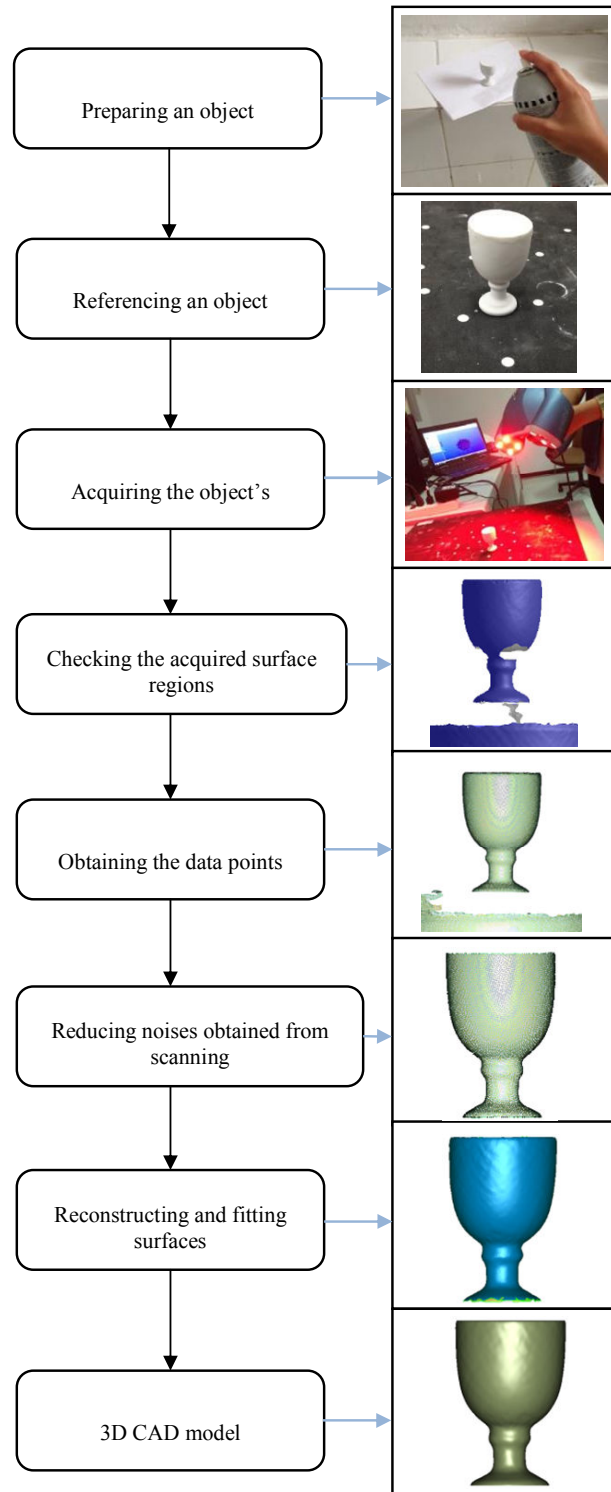 Preparing an object
Referencing an object
Acquiring the object’s
Checking the acquired surface
regions
Obtaining the data points
Reducing noises obtained from
scanning
Reconstructing and fitting
surfaces
3D CAD model